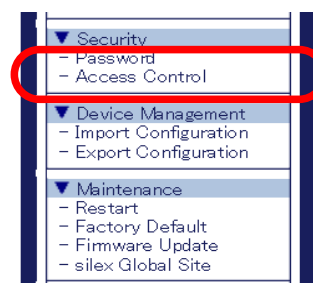 ▼ Security
- Password
- Access Control
▼ Device Management
- Import Configuration
- Export Configuration
▼ Maintenance
- Restart
- Factory Default
- Firmware Update
- silex Global Site